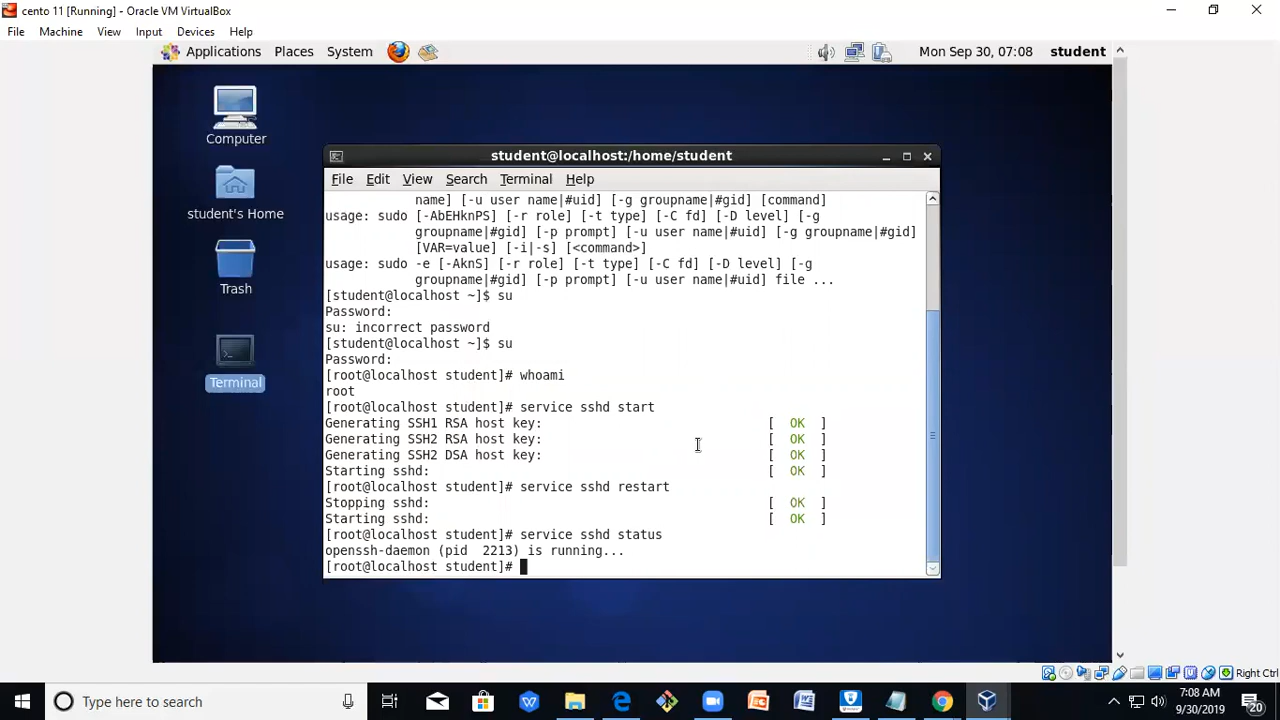 cento 11 [Running] - Oracle VM VirtualBox
File Machine View Input Devices Help
Applications Places System Mon Sep 30, 07:08 student
Computer
student's Home
Trash
Terminal
student@localhost:/home/student
File Edit View Search Terminal Help
name] [-u user name|#uid] [-g groupname|#gid] [command]
usage: sudo [-AbEHknPS] [-r role] [-t type] [-C fd] [-D level] [-g
groupname|#gid] [-p prompt] [-u user name|#uid] [-g groupname|#gid]
[VAR=value] [-i|-s] [<command>]
usage: sudo -e [-AknS] [-r role] [-t type] [-C fd] [-D level] [-g
groupname|#gid] [-p prompt] [-u user name|#uid] file ...
[student@localhost ~]$ su
Password:
su: incorrect password
[student@localhost ~]$ su
Password:
[root@localhost student]# whoami
root
[root@localhost student]# service sshd start
Generating SSH1 RSA host key: [ OK ]
Generating SSH2 RSA host key: [ OK ]
Generating SSH2 DSA host key: [ OK ]
Starting sshd: [ OK ]
[root@localhost student]# service sshd restart
Stopping sshd: [ OK ]
Starting sshd: [ OK ]
[root@localhost student]# service sshd status
openssh-daemon (pid  2213) is running...
[root@localhost student]#
Right Ctrl
Type here to search
7:08 AM
9/30/2019
20